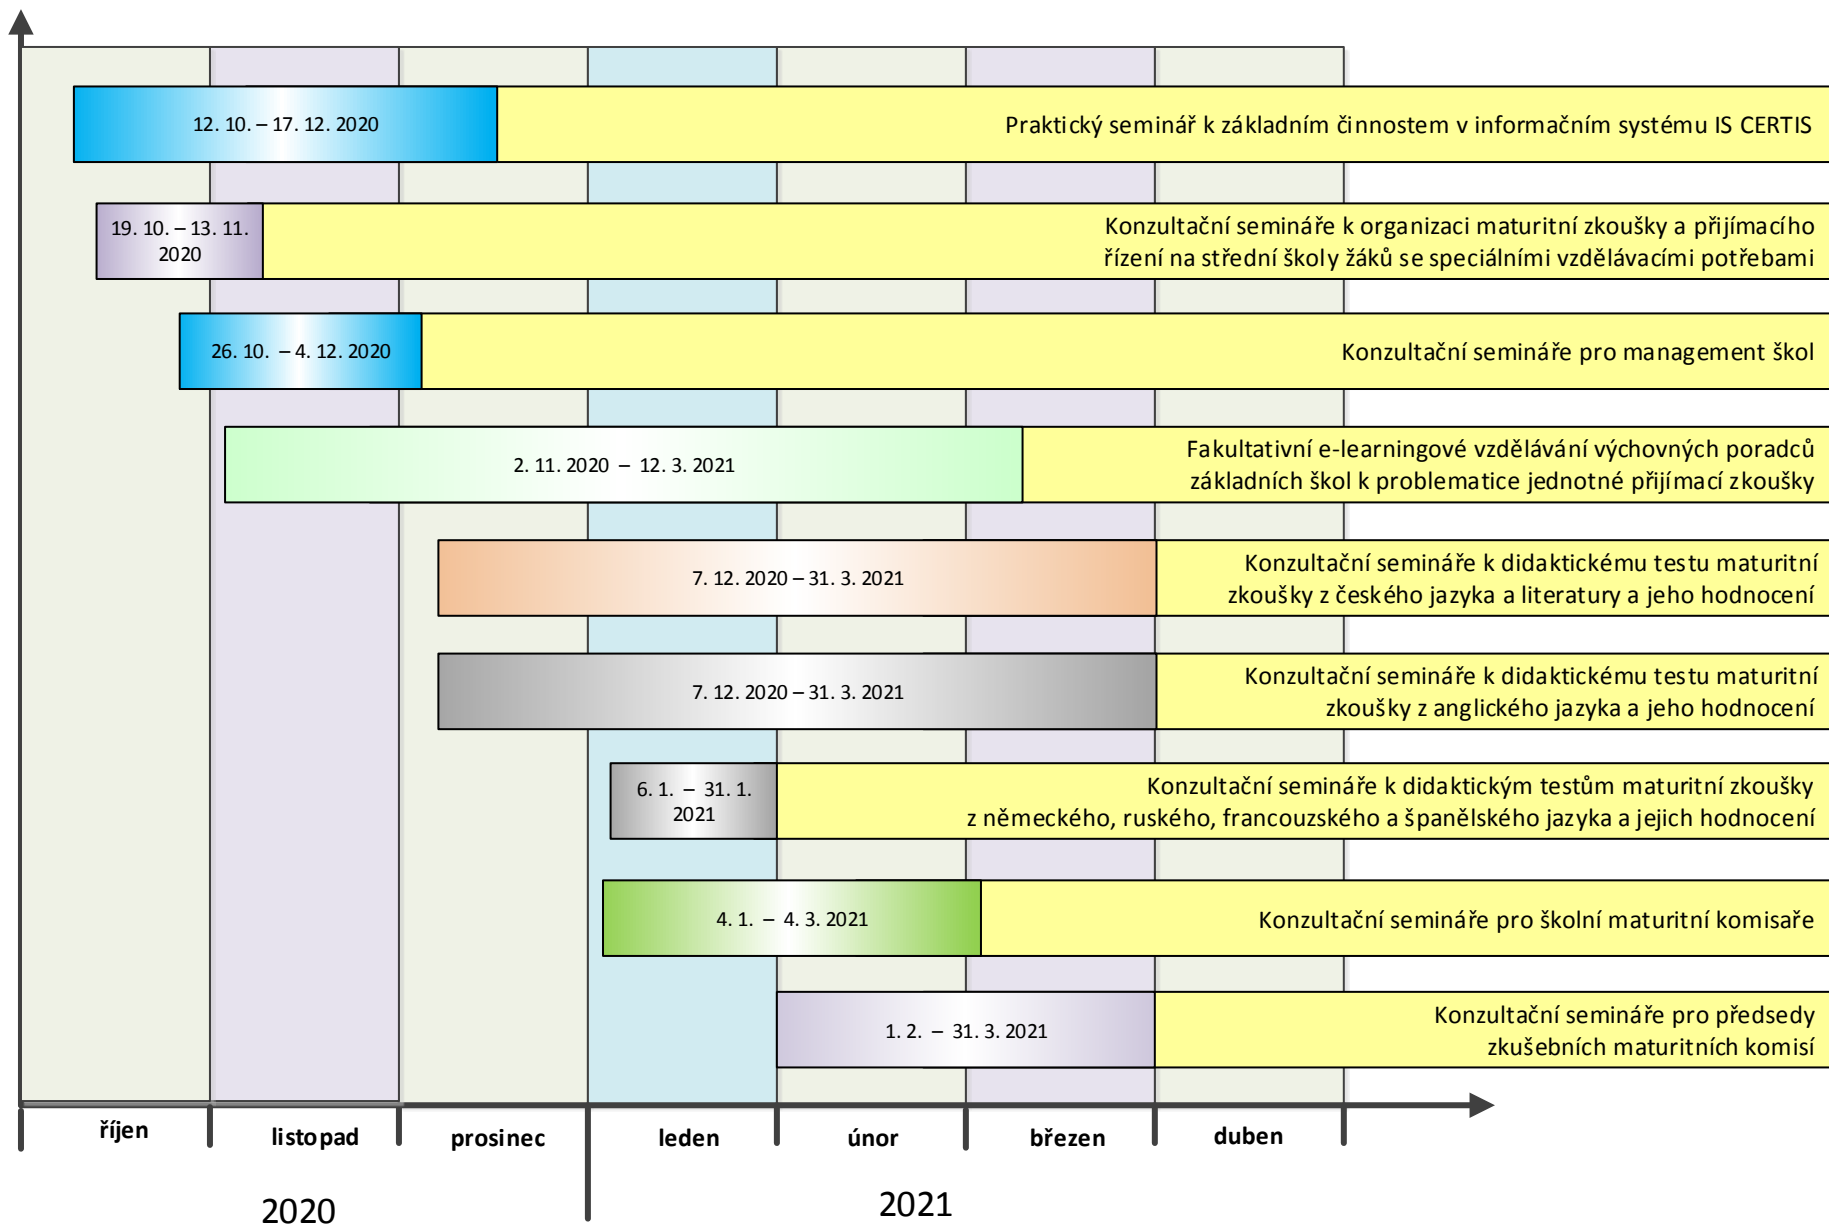 12. 10. – 17. 12. 2020
Praktický seminář k základním činnostem v informačním systému IS CERTIS
19. 10. – 13. 11.
2020
Konzultační semináře k organizaci maturitní zkoušky a přijímacího
řízení na střední školy žáků se speciálními vzdělávacími potřebami
26. 10. – 4. 12. 2020
Konzultační semináře pro management škol
2. 11. 2020 – 12. 3. 2021
Fakultativní e-learningové vzdělávání výchovných poradců
základních škol k problematice jednotné přijímací zkoušky
7. 12. 2020 – 31. 3. 2021
Konzultační semináře k didaktickému testu maturitní
zkoušky z českého jazyka a literatury a jeho hodnocení
7. 12. 2020 – 31. 3. 2021
Konzultační semináře k didaktickému testu maturitní
zkoušky z anglického jazyka a jeho hodnocení
6. 1. – 31. 1.
2021
Konzultační semináře k didaktickým testům maturitní zkoušky
z německého, ruského, francouzského a španělského jazyka a jejich hodnocení
4. 1. – 4. 3. 2021
Konzultační semináře pro školní maturitní komisaře
1. 2. – 31. 3. 2021
Konzultační semináře pro předsedy
zkušebních maturitních komisí
říjen listopad prosinec leden únor březen duben
2020 2021